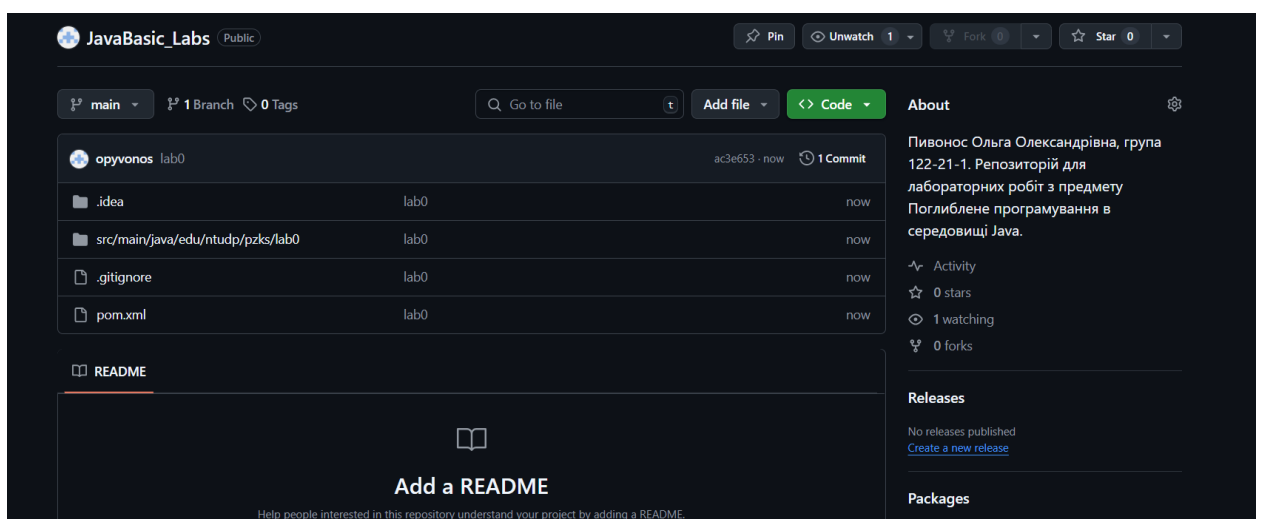 JavaBasic_Labs Public
Pin Unwatch 1 Fork 0 Star 0
main 1 Branch 0 Tags Go to file t Add file <> Code
opyvonos lab0 ac3e653 · now 1 Commit
.idea lab0 now
src/main/java/edu/ntudp/pzks/lab0 lab0 now
.gitignore lab0 now
pom.xml lab0 now
README
Add a README
Help people interested in this repository understand your project by adding a README.
About
Пивонос Ольга Олександрівна, група
122-21-1. Репозиторій для
лабораторних робіт з предмету
Поглиблене програмування в
середовищі Java.
Activity
0 stars
1 watching
0 forks
Releases
No releases published
Create a new release
Packages